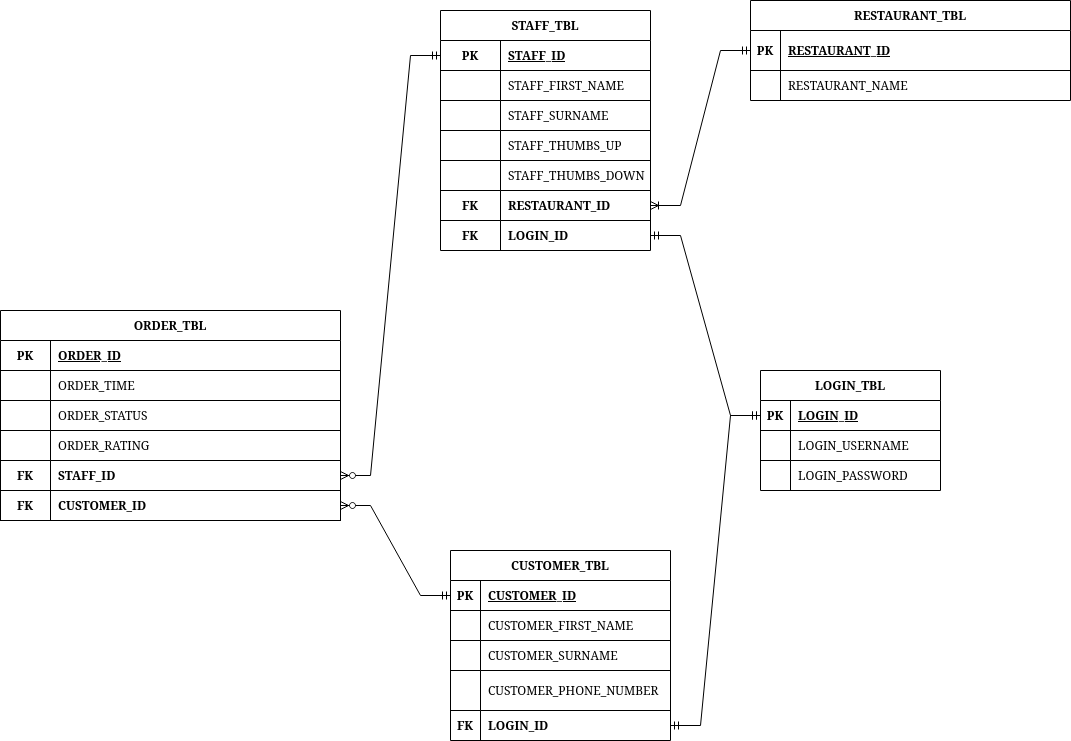 STAFF_TBL
PK STAFF_ID
STAFF_FIRST_NAME
STAFF_SURNAME
STAFF_THUMBS_UP
STAFF_THUMBS_DOWN
FK RESTAURANT_ID
FK LOGIN_ID
RESTAURANT_TBL
PK RESTAURANT_ID
RESTAURANT_NAME
ORDER_TBL
PK ORDER_ID
ORDER_TIME
ORDER_STATUS
ORDER_RATING
FK STAFF_ID
FK CUSTOMER_ID
LOGIN_TBL
PK LOGIN_ID
LOGIN_USERNAME
LOGIN_PASSWORD
CUSTOMER_TBL
PK CUSTOMER_ID
CUSTOMER_FIRST_NAME
CUSTOMER_SURNAME
CUSTOMER_PHONE_NUMBER
FK LOGIN_ID